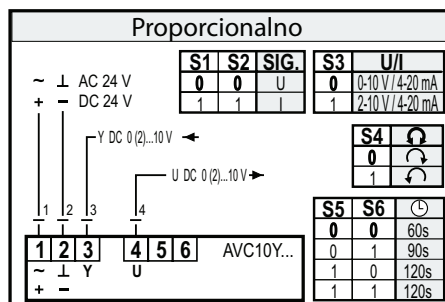 Proporcionalno
~ ⊥ AC 24 V
+ − DC 24 V
Y DC 0 (2)...10 V
U DC 0 (2)...10 V
1 2 3 4
1 2 3 4 5 6 AVC10Y...
~ ⊥ Y U
+ −
S1 S2 SIG.
0 0 U
1 1 I
S3 U/I
0 0-10 V / 4-20 mA
1 2-10 V / 4-20 mA
S4
0
1
S5 S6
0 0 60s
0 1 90s
1 0 120s
1 1 120s